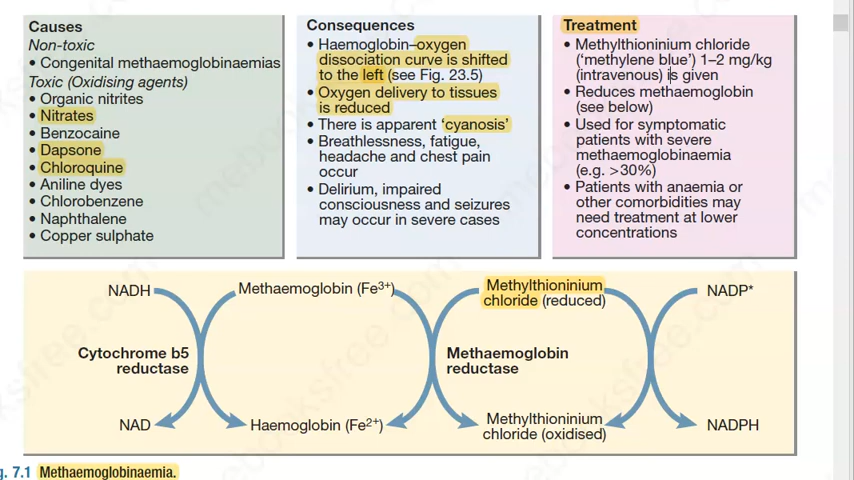 Causes
Non-toxic
• Congenital methaemoglobinaemias
Toxic (Oxidising agents)
• Organic nitrites
• Nitrates
• Benzocaine
• Dapsone
• Chloroquine
• Aniline dyes
• Chlorobenzene
• Naphthalene
• Copper sulphate
Consequences
• Haemoglobin–oxygen
dissociation curve is shifted
to the left (see Fig. 23.5)
• Oxygen delivery to tissues
is reduced
• There is apparent ‘cyanosis’
• Breathlessness, fatigue,
headache and chest pain
occur
• Delirium, impaired
consciousness and seizures
may occur in severe cases
Treatment
• Methylthioninium chloride
(‘methylene blue’) 1–2 mg/kg
(intravenous) is given
• Reduces methaemoglobin
(see below)
• Used for symptomatic
patients with severe
methaemoglobinaemia
(e.g. >30%)
• Patients with anaemia or
other comorbidities may
need treatment at lower
concentrations
NADH
Methaemoglobin (Fe³⁺)
Methylthioninium
chloride (reduced)
NADP*
Cytochrome b5
reductase
Methaemoglobin
reductase
NAD
Haemoglobin (Fe²⁺)
Methylthioninium
chloride (oxidised)
NADPH
g. 7.1 Methaemoglobinaemia.